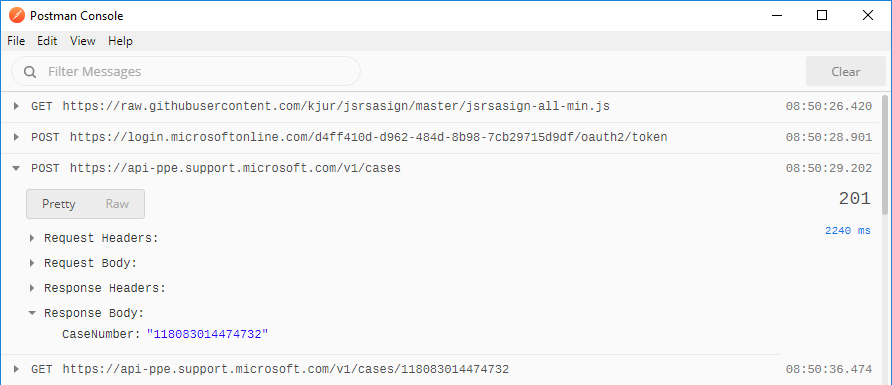 Postman Console
File Edit View Help
Filter Messages Clear
GET https://raw.githubusercontent.com/kjur/jsrsasign/master/jsrsasign-all-min.js 08:50:26.420
POST https://login.microsoftonline.com/d4ff410d-d962-484d-8b98-7cb29715d9df/oauth2/token 08:50:28.901
POST https://api-ppe.support.microsoft.com/v1/cases 08:50:29.202
Pretty Raw 201
Request Headers: 2240 ms
Request Body:
Response Headers:
Response Body:
CaseNumber: "118083014474732"
GET https://api-ppe.support.microsoft.com/v1/cases/118083014474732 08:50:36.474